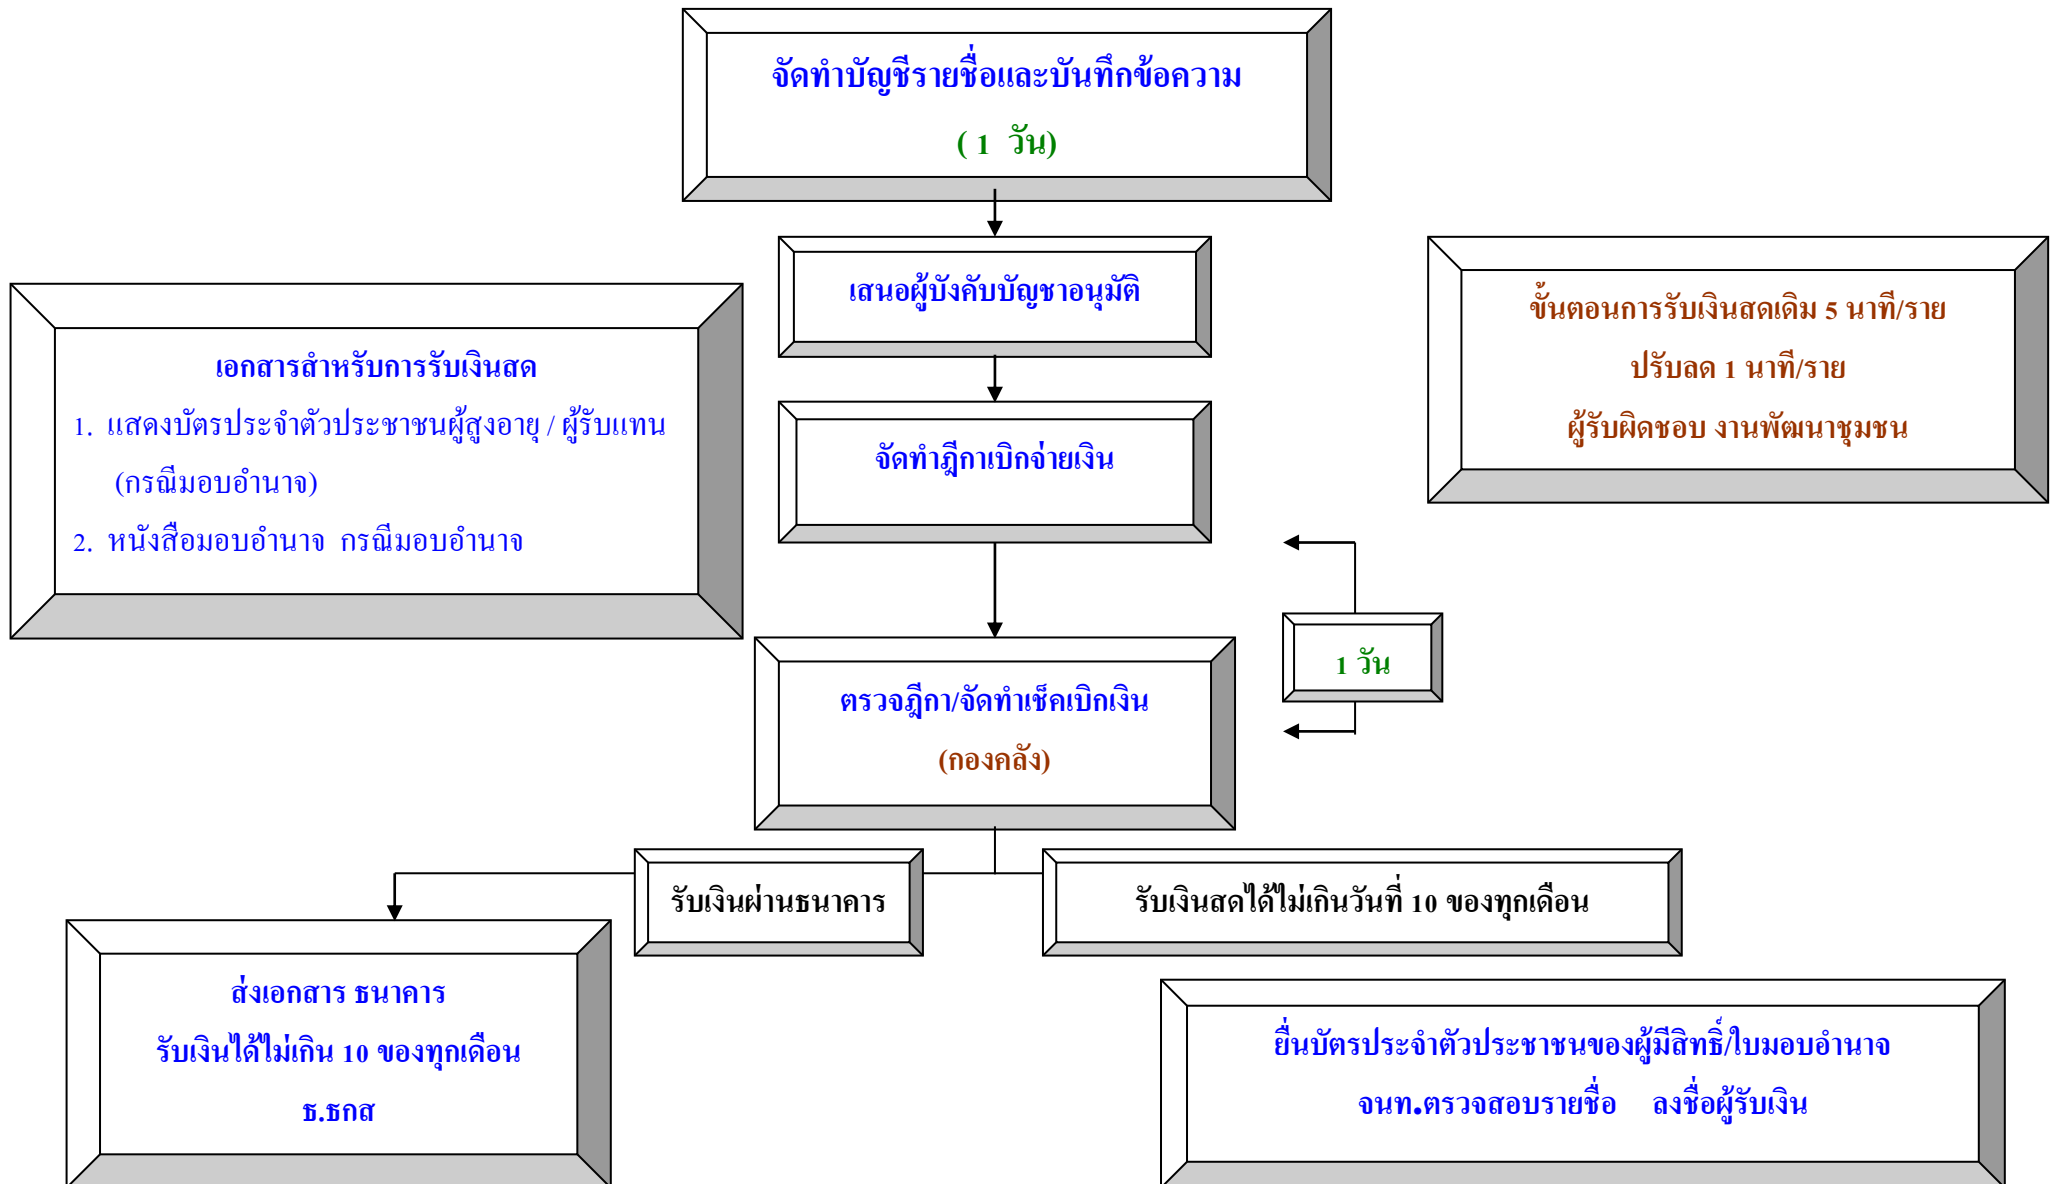 จัดทำบัญชีรายชื่อและบันทึกข้อความ
( 1 วัน)
เสนอผู้บังคับบัญชาอนุมัติ
ขั้นตอนการรับเงินสดเดิม 5 นาที/ราย
ปรับลด 1 นาที/ราย
ผู้รับผิดชอบ งานพัฒนาชุมชน
เอกสารสำหรับการรับเงินสด
1. แสดงบัตรประจำตัวประชาชนผู้สูงอายุ / ผู้รับแทน
(กรณีมอบอำนาจ)
2. หนังสือมอบอำนาจ กรณีมอบอำนาจ
จัดทำฎีกาเบิกจ่ายเงิน
1 วัน
ตรวจฎีกา/จัดทำเช็คเบิกเงิน
(กองคลัง)
รับเงินผ่านธนาคาร
รับเงินสดได้ไม่เกินวันที่ 10 ของทุกเดือน
ส่งเอกสาร ธนาคาร
รับเงินได้ไม่เกิน 10 ของทุกเดือน
ธ.ธกส
ยื่นบัตรประจำตัวประชาชนของผู้มีสิทธิ์/ใบมอบอำนาจ
จนท.ตรวจสอบรายชื่อ ลงชื่อผู้รับเงิน